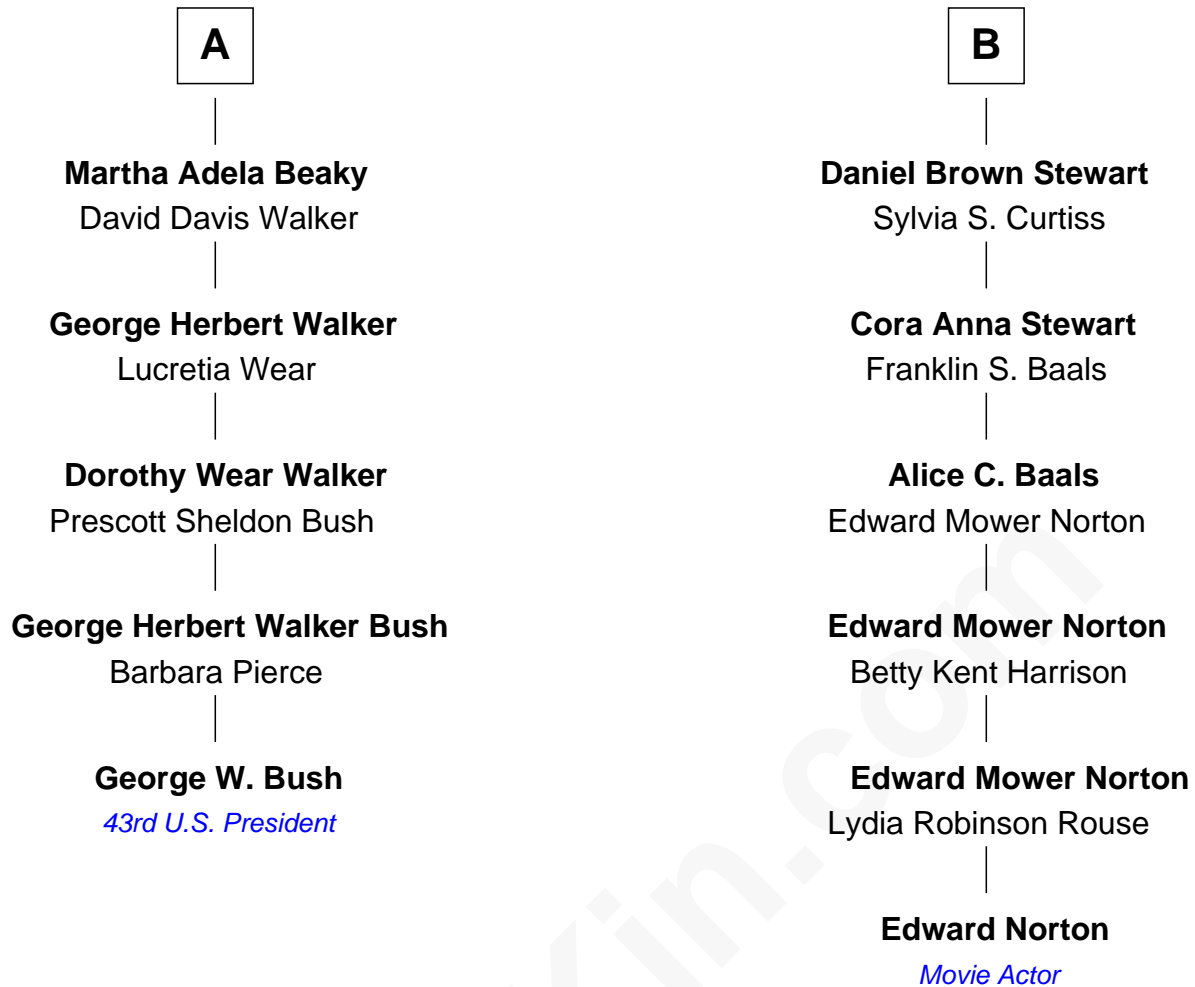 A
Martha Adela Beaky
David Davis Walker
George Herbert Walker
Lucretia Wear
Dorothy Wear Walker
Prescott Sheldon Bush
George Herbert Walker Bush
Barbara Pierce
George W. Bush
43rd U.S. President
B
Daniel Brown Stewart
Sylvia S. Curtiss
Cora Anna Stewart
Franklin S. Baals
Alice C. Baals
Edward Mower Norton
Edward Mower Norton
Betty Kent Harrison
Edward Mower Norton
Lydia Robinson Rouse
Edward Norton
Movie Actor
Kin.com